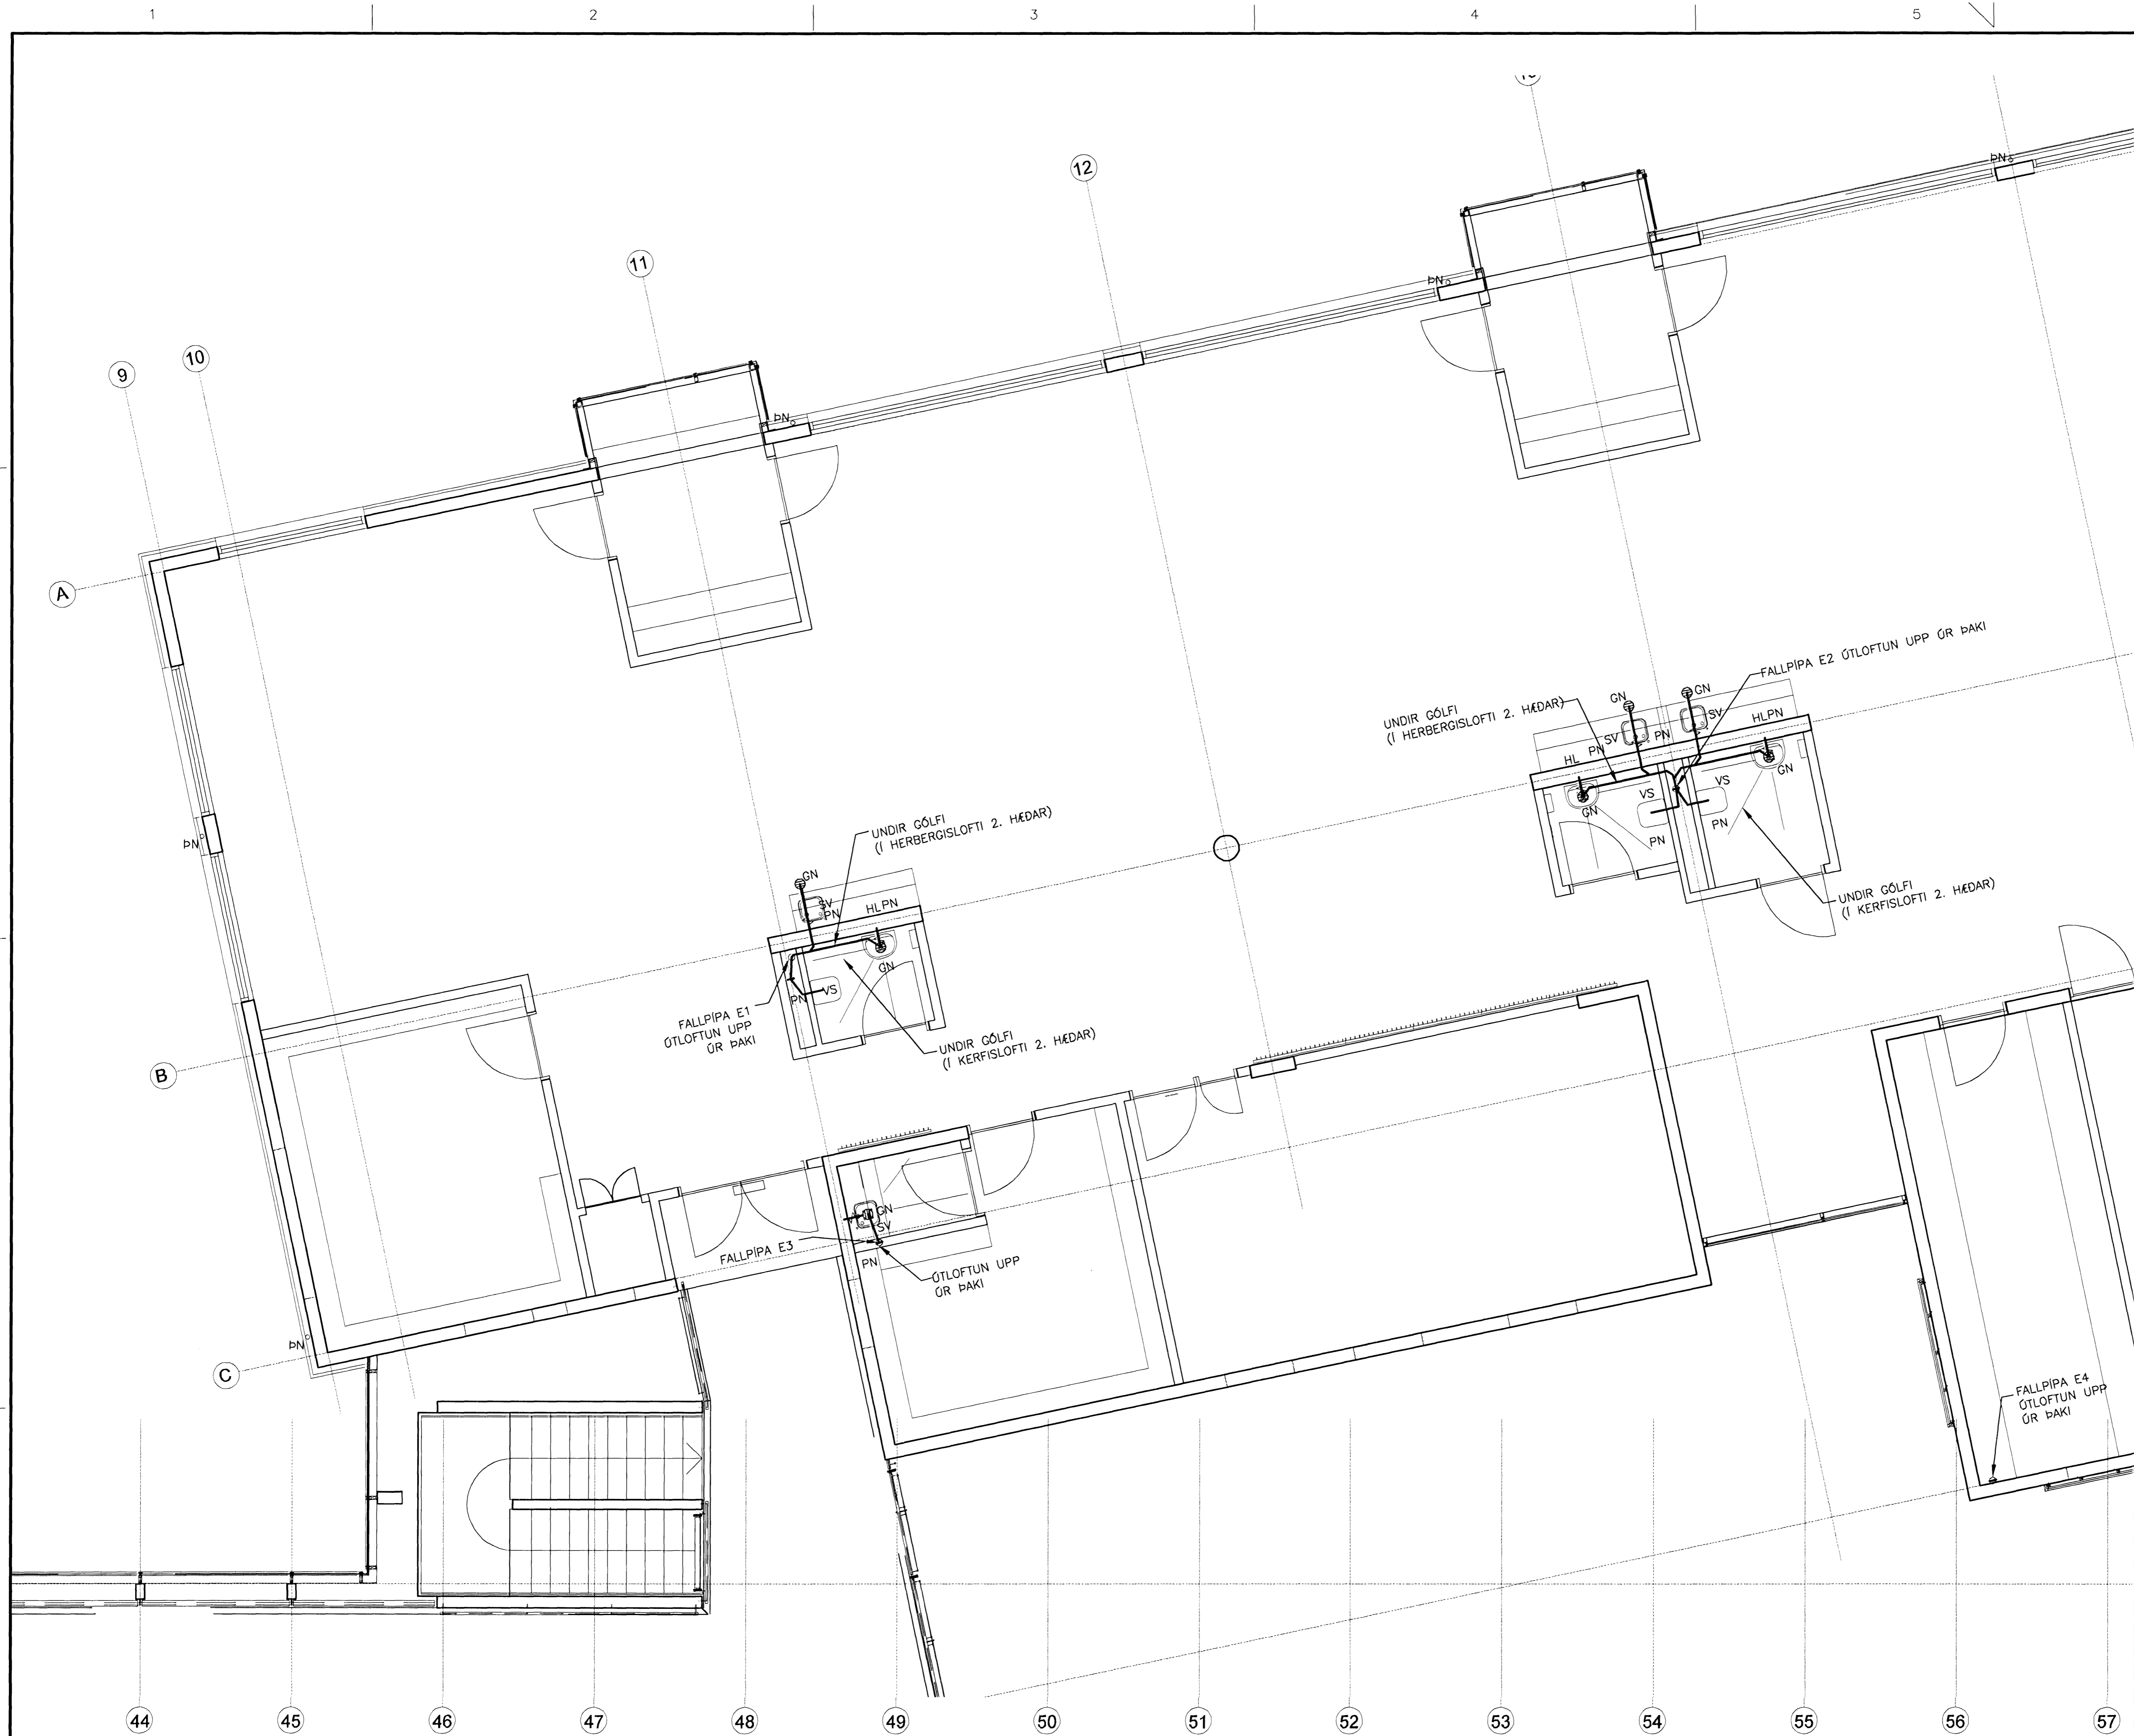 1
2
3
4
5
12
ÞN
11
ÞN
10
9
ÞN
A
FALLPÍPA E2 ÚTLOFTUN UPP ÚR ÞAKI
UNDIR GÓLFI
(Í HERBERGISLOFTI 2. HÆÐAR)
GN
GN
SV
SV
PN
PN
HL
HLPN
VS
VS
GN
GN
PN
PN
UNDIR GÓLFI
(Í KERFISLOFTI 2. HÆÐAR)
ÞN
UNDIR GÓLFI
(Í HERBERGISLOFTI 2. HÆÐAR)
GN
SV
PN
HLPN
GN
VS
PN
FALLPÍPA E1
ÚTLOFTUN UPP
ÚR ÞAKI
UNDIR GÓLFI
(Í KERFISLOFTI 2. HÆÐAR)
B
GN
SV
FALLPÍPA E3
PN
ÚTLOFTUN UPP
ÚR ÞAKI
ÞN
C
FALLPÍPA E4
ÚTLOFTUN UPP
ÚR ÞAKI
44
45
46
47
48
49
50
51
52
53
54
55
56
57